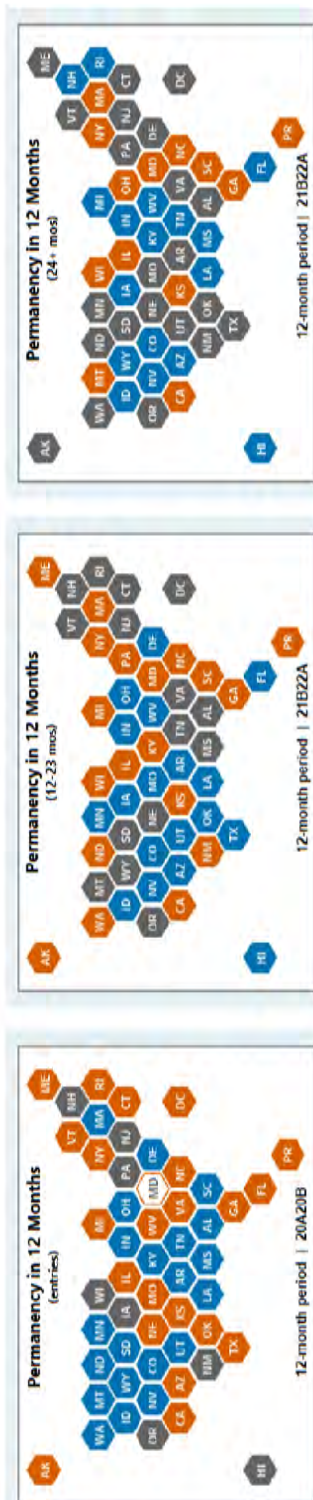 Permanency in 12 Months
(entries)
AK ME
VT NH
WA MT ND MN WI MI NY MA RI
ID WY SD IA IL IN OH PA NJ CT
OR NV CO NE MO KY WV MD DE
CA AZ UT KS AR TN VA NC DC
NM OK LA MS AL SC
TX GA
HI FL
PR
12-month period | 20A20B
Permanency in 12 Months
(12-23 mos)
AK ME
VT NH
WA MT ND MN WI MI NY MA RI
ID WY SD IA IL IN OH PA NJ CT
OR NV CO NE MO KY WV MD DE
CA AZ UT KS AR TN VA NC DC
NM OK LA MS AL SC
TX GA
HI FL
PR
12-month period | 21B22A
Permanency in 12 Months
(24+ mos)
AK ME
VT NH
WA MT ND MN WI MI NY MA RI
ID WY SD IA IL IN OH PA NJ CT
OR NV CO NE MO KY WV MD DE
CA AZ UT KS AR TN VA NC DC
NM OK LA MS AL SC
TX GA
HI FL
PR
12-month period | 21B22A